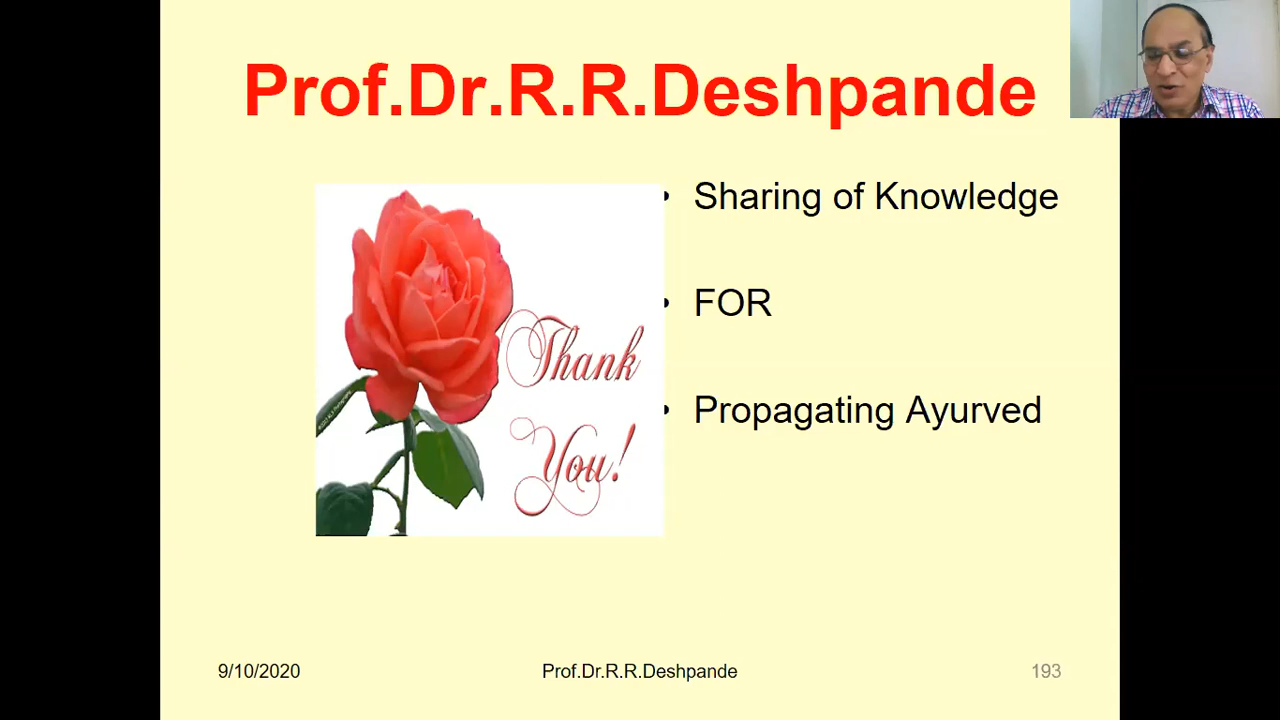 Prof.Dr.R.R.Deshpande
• Sharing of Knowledge
• FOR
• Propagating Ayurved
Thank
You!
9/10/2020
Prof.Dr.R.R.Deshpande
193